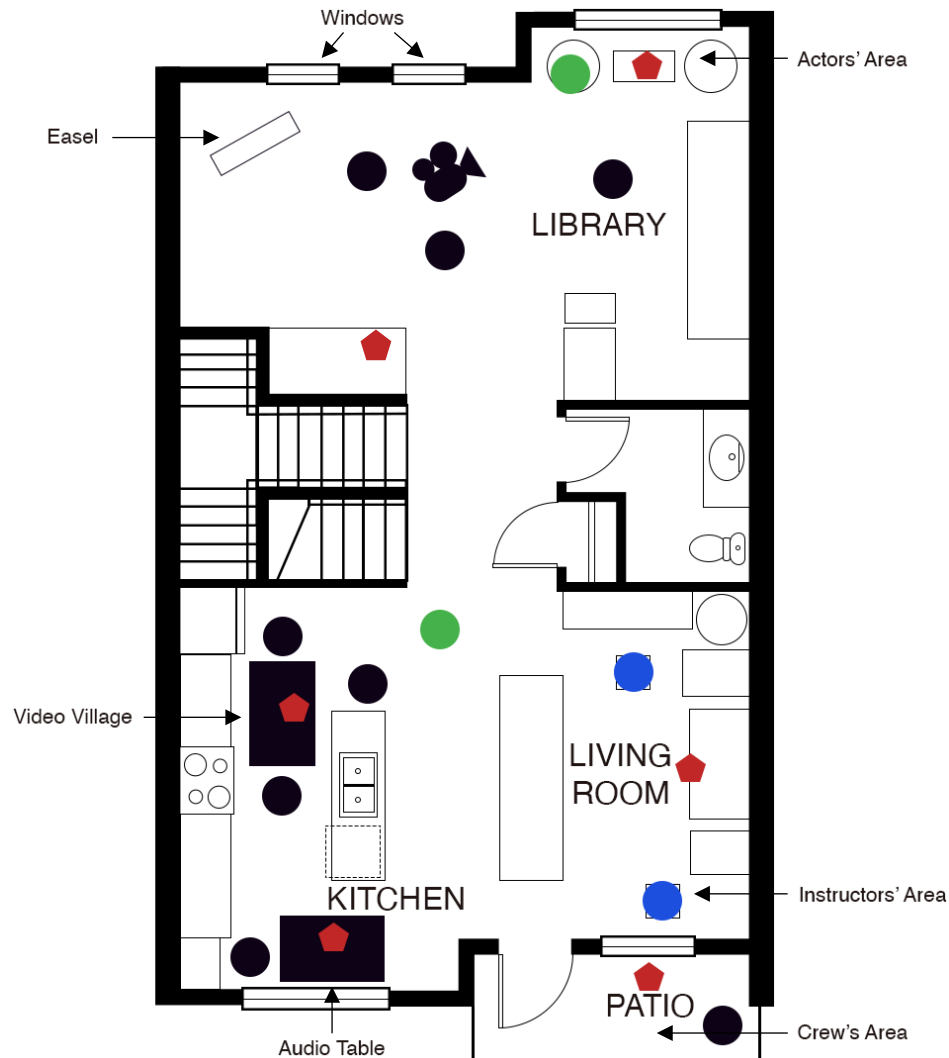 Windows
Actors’ Area
Easel
LIBRARY
Video Village
LIVING
ROOM
KITCHEN
Instructors’ Area
PATIO
Crew’s Area
Audio Table